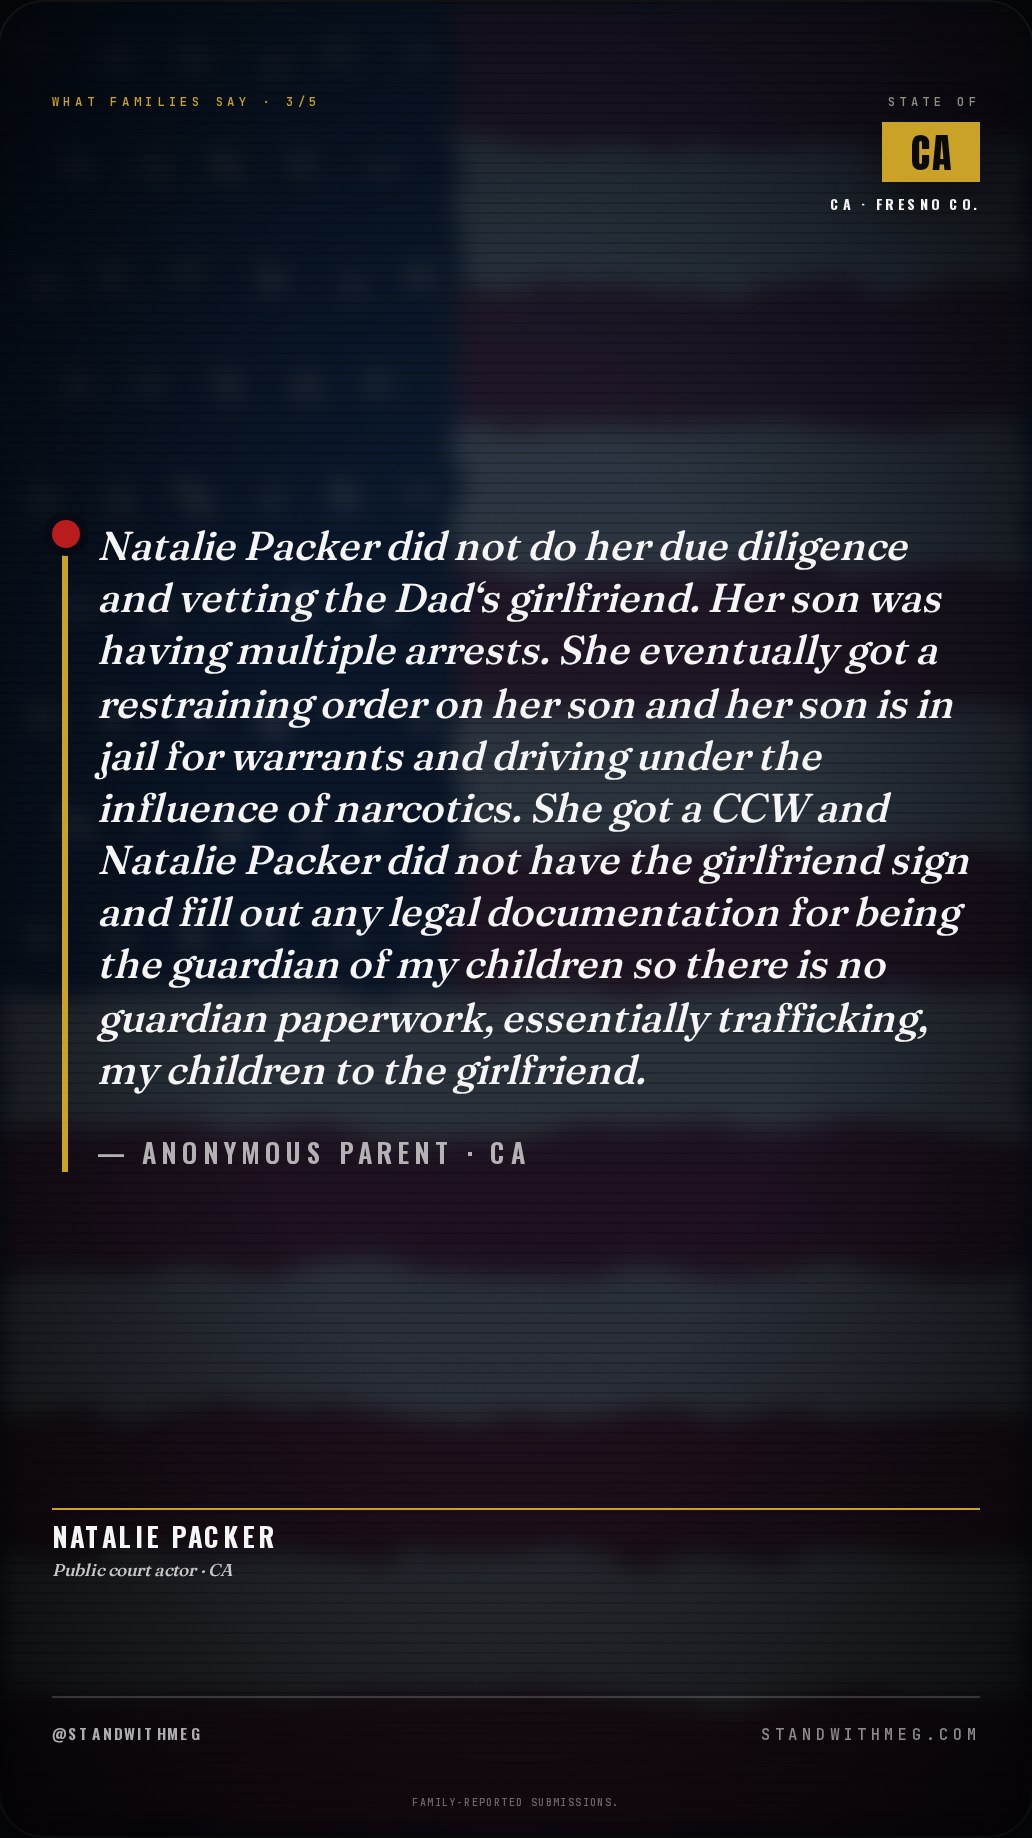 WHAT FAMILIES SAY · 3/5
STATE OF
CA
CA · FRESNO CO.
Natalie Packer did not do her due diligence
and vetting the Dad‘s girlfriend. Her son was
having multiple arrests. She eventually got a
restraining order on her son and her son is in
jail for warrants and driving under the
influence of narcotics. She got a CCW and
Natalie Packer did not have the girlfriend sign
and fill out any legal documentation for being
the guardian of my children so there is no
guardian paperwork, essentially trafficking,
my children to the girlfriend.
— ANONYMOUS PARENT · CA
NATALIE PACKER
Public court actor · CA
@STANDWITHMEG
STANDWITHMEG.COM
FAMILY-REPORTED SUBMISSIONS.